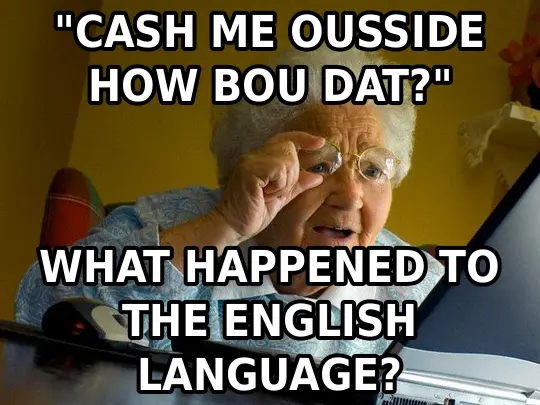 "CASH ME OUSSIDE
HOW BOU DAT?"
WHAT HAPPENED TO
THE ENGLISH
LANGUAGE?